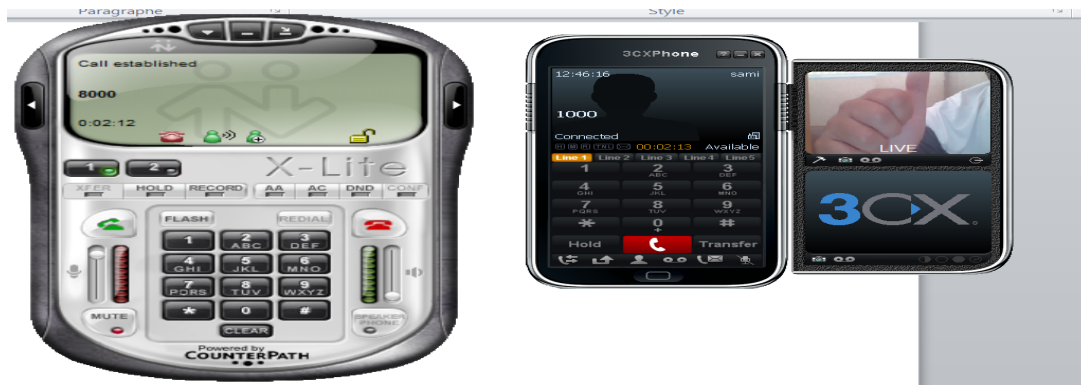 Paragraphe
Style
Call established
8000
0:02:12
1
2
X-Lite
XFER
HOLD
RECORD
AA
AC
DND
CONF
FLASH
REDIAL
1
2 ABC
3 DEF
4 GHI
5 JKL
6 MNO
7 PQRS
8 TUV
9 WXYZ
*
0
#
MUTE
CLEAR
SPEAKER PHONE
Powered by
COUNTERPATH
3CXPhone
12:46:16 sami
1000
Connected
00:02:13 Available
Line 1 Line 2 Line 3 Line 4 Line 5
1
2 ABC
3 DEF
4 GHI
5 JKL
6 MNO
7 PQRS
8 TUV
9 WXYZ
*
0 +
#
Hold
Transfer
LIVE
3CX